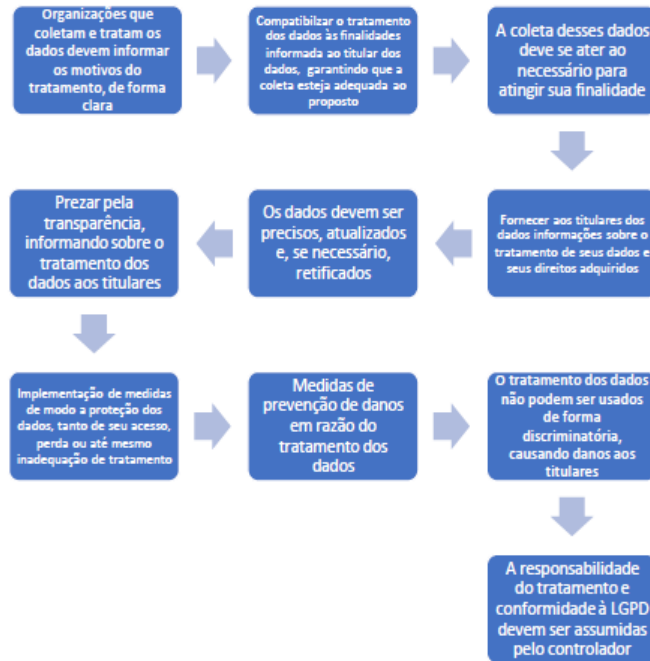 Organizações que
coletam e tratam os
dados devem informar
os motivos do
tratamento, de forma
clara
Compatibilzar o tratamento
dos dados às finalidades
informada ao titular dos
dados, garantindo que a
coleta esteja adequada ao
proposto
A coleta desses dados
deve se ater ao
necessário para
atingir sua finalidade
Fornecer aos titulares dos
dados informações sobre o
tratamento de seus dados e
seus direitos adquiridos
Os dados devem ser
precisos, atualizados
e, se necessário,
retificados
Prezar pela
transparência,
informando sobre o
tratamento dos
dados aos titulares
Implementação de medidas
de modo a proteção dos
dados, tanto de seu acesso,
perda ou até mesmo
inadequação de tratamento
Medidas de
prevenção de danos
em razão do
tratamento dos
dados
O tratamento dos dados
não podem ser usados
de forma
discriminatória,
causando danos aos
titulares
A responsabilidade
do tratamento e
conformidade à LGPD
devem ser assumidas
pelo controlador